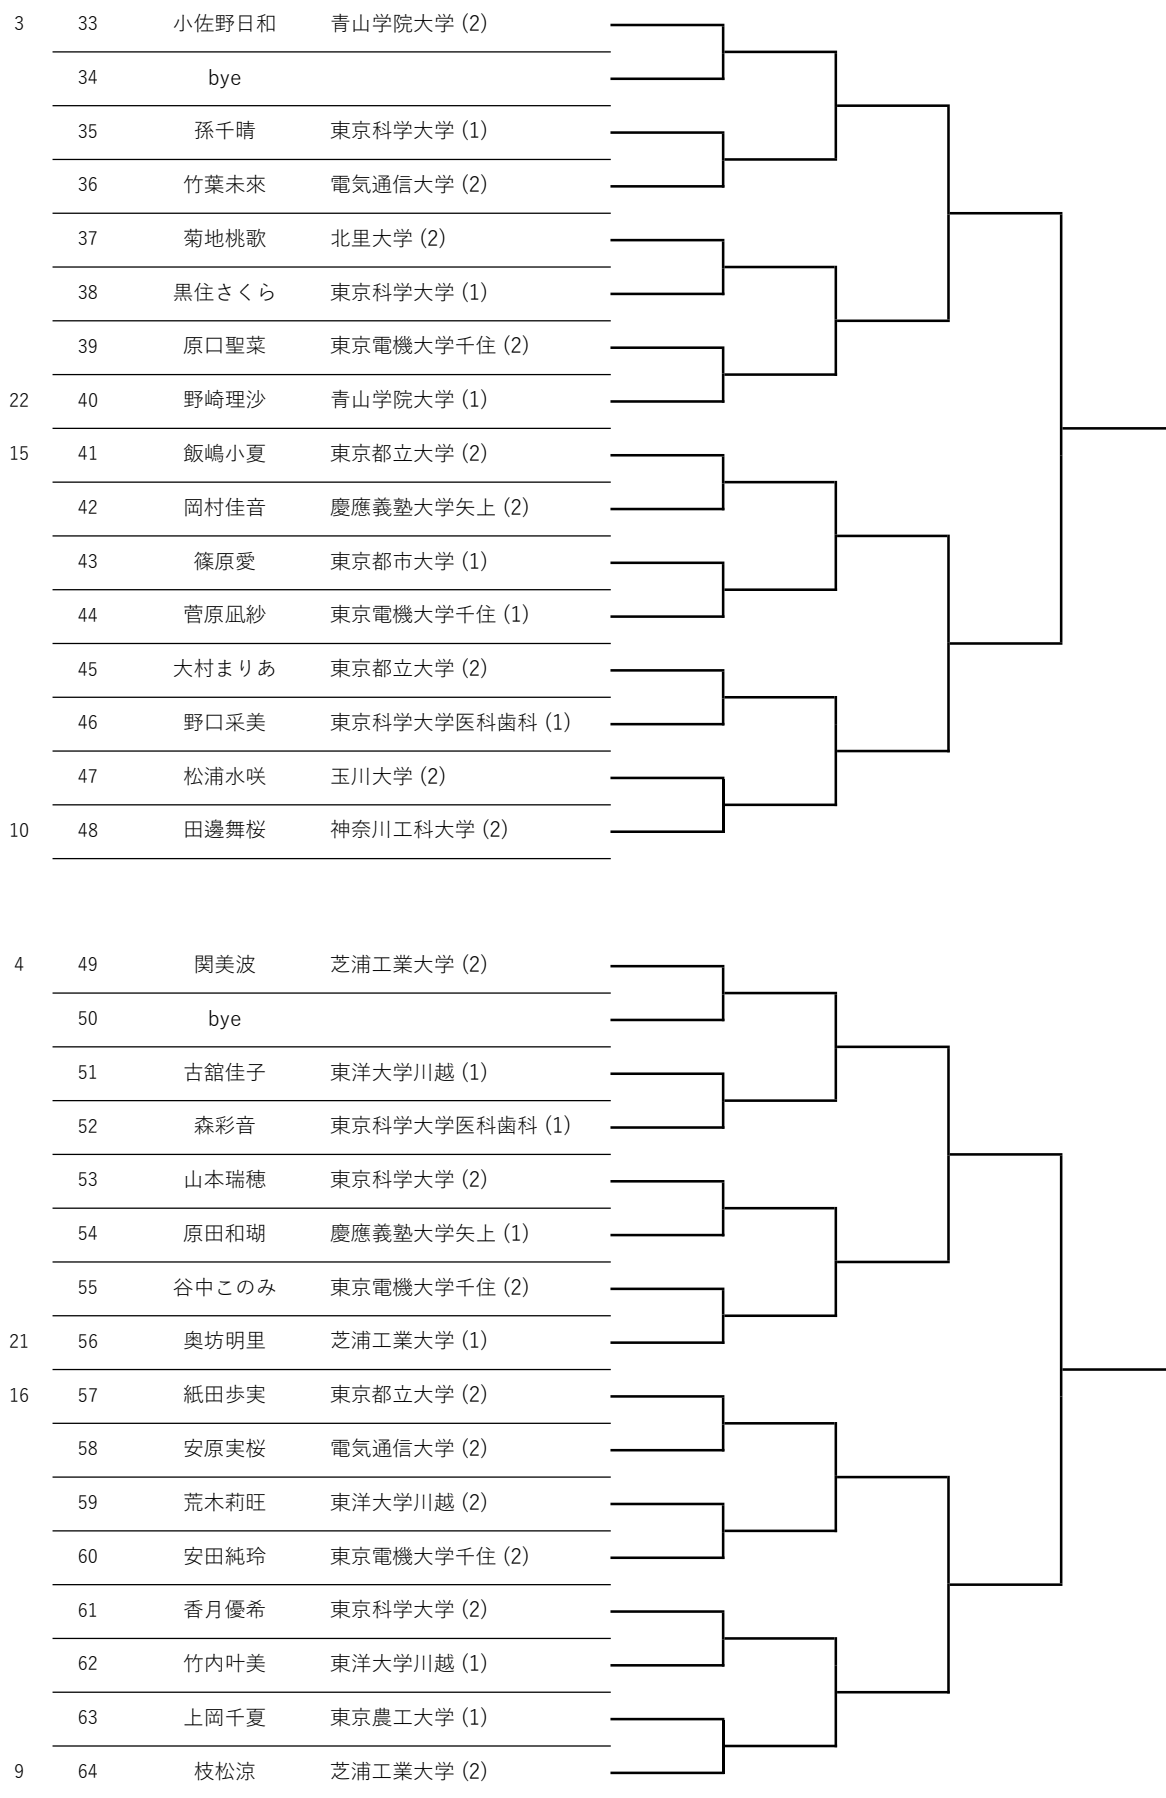 3 33 小佐野日和 青山学院大学 (2)
34 bye
35 孫千晴 東京科学大学 (1)
36 竹葉未來 電気通信大学 (2)
37 菊地桃歌 北里大学 (2)
38 黒住さくら 東京科学大学 (1)
39 原口聖菜 東京電機大学千住 (2)
22 40 野崎理沙 青山学院大学 (1)
15 41 飯嶋小夏 東京都立大学 (2)
42 岡村佳音 慶應義塾大学矢上 (2)
43 篠原愛 東京都市大学 (1)
44 菅原凪紗 東京電機大学千住 (1)
45 大村まりあ 東京都立大学 (2)
46 野口采美 東京科学大学医科歯科 (1)
47 松浦水咲 玉川大学 (2)
10 48 田邊舞桜 神奈川工科大学 (2)
4 49 関美波 芝浦工業大学 (2)
50 bye
51 古舘佳子 東洋大学川越 (1)
52 森彩音 東京科学大学医科歯科 (1)
53 山本瑞穂 東京科学大学 (2)
54 原田和瑚 慶應義塾大学矢上 (1)
55 谷中このみ 東京電機大学千住 (2)
21 56 奥坊明里 芝浦工業大学 (1)
16 57 紙田歩実 東京都立大学 (2)
58 安原実桜 電気通信大学 (2)
59 荒木莉旺 東洋大学川越 (2)
60 安田純玲 東京電機大学千住 (2)
61 香月優希 東京科学大学 (2)
62 竹内叶美 東洋大学川越 (1)
63 上岡千夏 東京農工大学 (1)
9 64 枝松涼 芝浦工業大学 (2)